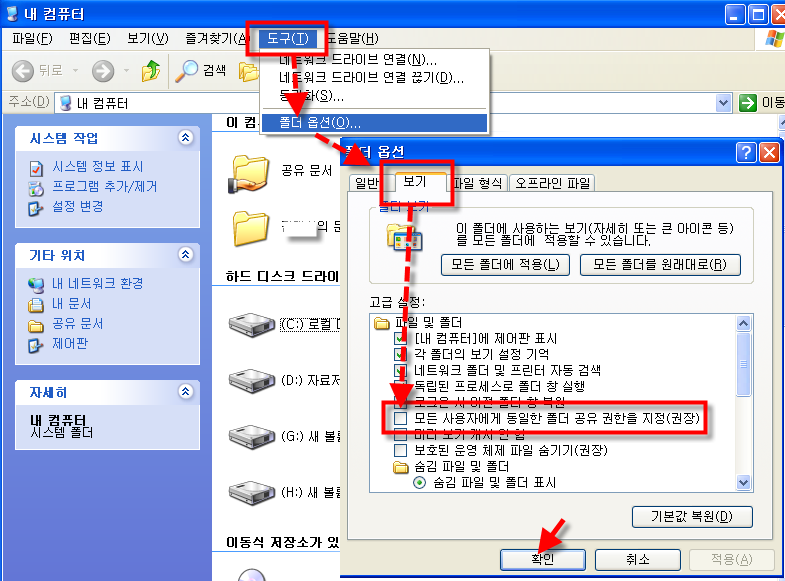 내 컴퓨터
파일(F) 편집(E) 보기(V) 즐겨찾기(A) 도구(T) 도움말(H)
뒤로 검색
주소(D) 내 컴퓨터 이동
네트워크 드라이브 연결(N)...
네트워크 드라이브 연결 끊기(D)...
동기화(S)...
폴더 옵션(O)...
시스템 작업
시스템 정보 표시
프로그램 추가/제거
설정 변경
기타 위치
내 네트워크 환경
내 문서
공유 문서
제어판
자세히
내 컴퓨터
시스템 폴더
이 컴
공유 문서
하드 디스크 드라이
(C:) 로컬
(D:) 자료
(G:) 새 볼
(H:) 새 볼
이동식 저장소가 있
폴더 옵션
일반 보기 파일 형식 오프라인 파일
폴더 보기
이 폴더에 사용하는 보기(자세히 또는 큰 아이콘 등)
를 모든 폴더에 적용할 수 있습니다.
모든 폴더에 적용(L) 모든 폴더를 원래대로(R)
고급 설정:
파일 및 폴더
[내 컴퓨터]에 제어판 표시
각 폴더의 보기 설정 기억
네트워크 폴더 및 프린터 자동 검색
독립된 프로세스로 폴더 창 실행
로그온 시 이전 폴더 창 복원
모든 사용자에게 동일한 폴더 공유 권한을 지정(권장)
미리 보기 캐시 안 함
보호된 운영 체제 파일 숨기기(권장)
숨김 파일 및 폴더
숨김 파일 및 폴더 표시
기본값 복원(D)
확인 취소 적용(A)